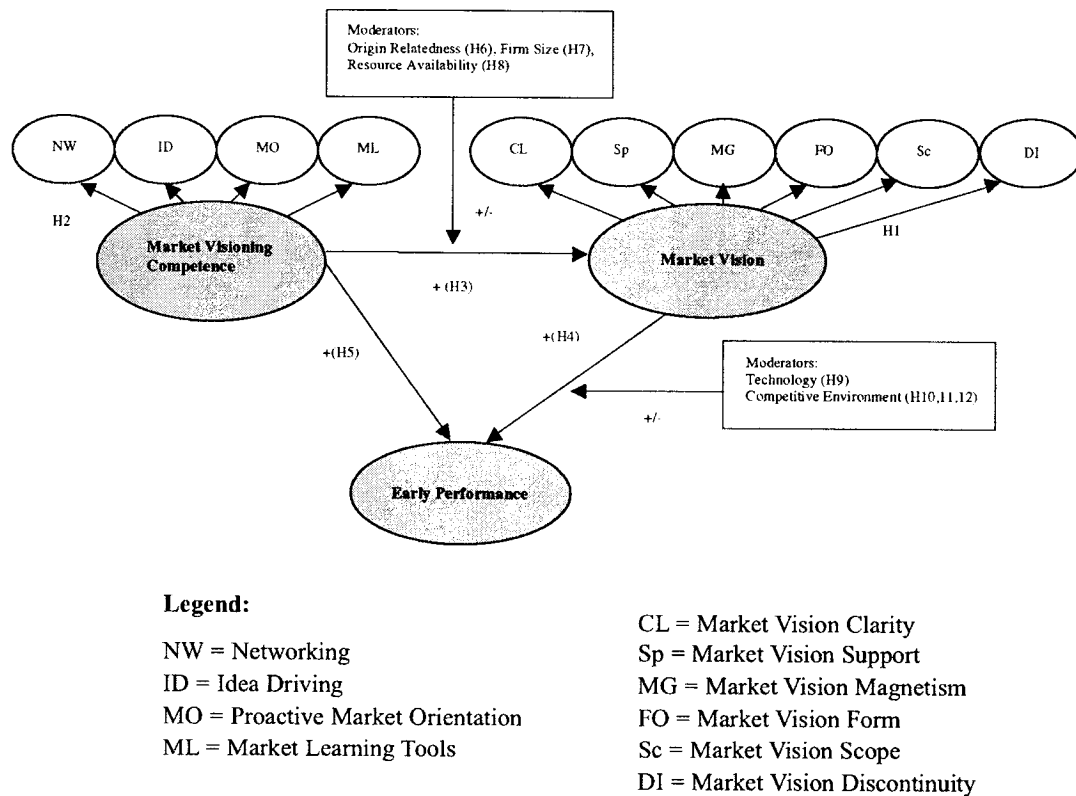 Moderators:
Origin Relatedness (H6), Firm Size (H7),
Resource Availability (H8)
NW
ID
MO
ML
CL
Sp
MG
FO
Sc
DI
H2
+/-
H1
Market Visioning
Competence
Market Vision
+ (H3)
+(H5)
+(H4)
Moderators:
Technology (H9)
Competitive Environment (H10,11,12)
+/-
Early Performance
Legend:
NW = Networking
ID = Idea Driving
MO = Proactive Market Orientation
ML = Market Learning Tools
CL = Market Vision Clarity
Sp = Market Vision Support
MG = Market Vision Magnetism
FO = Market Vision Form
Sc = Market Vision Scope
DI = Market Vision Discontinuity